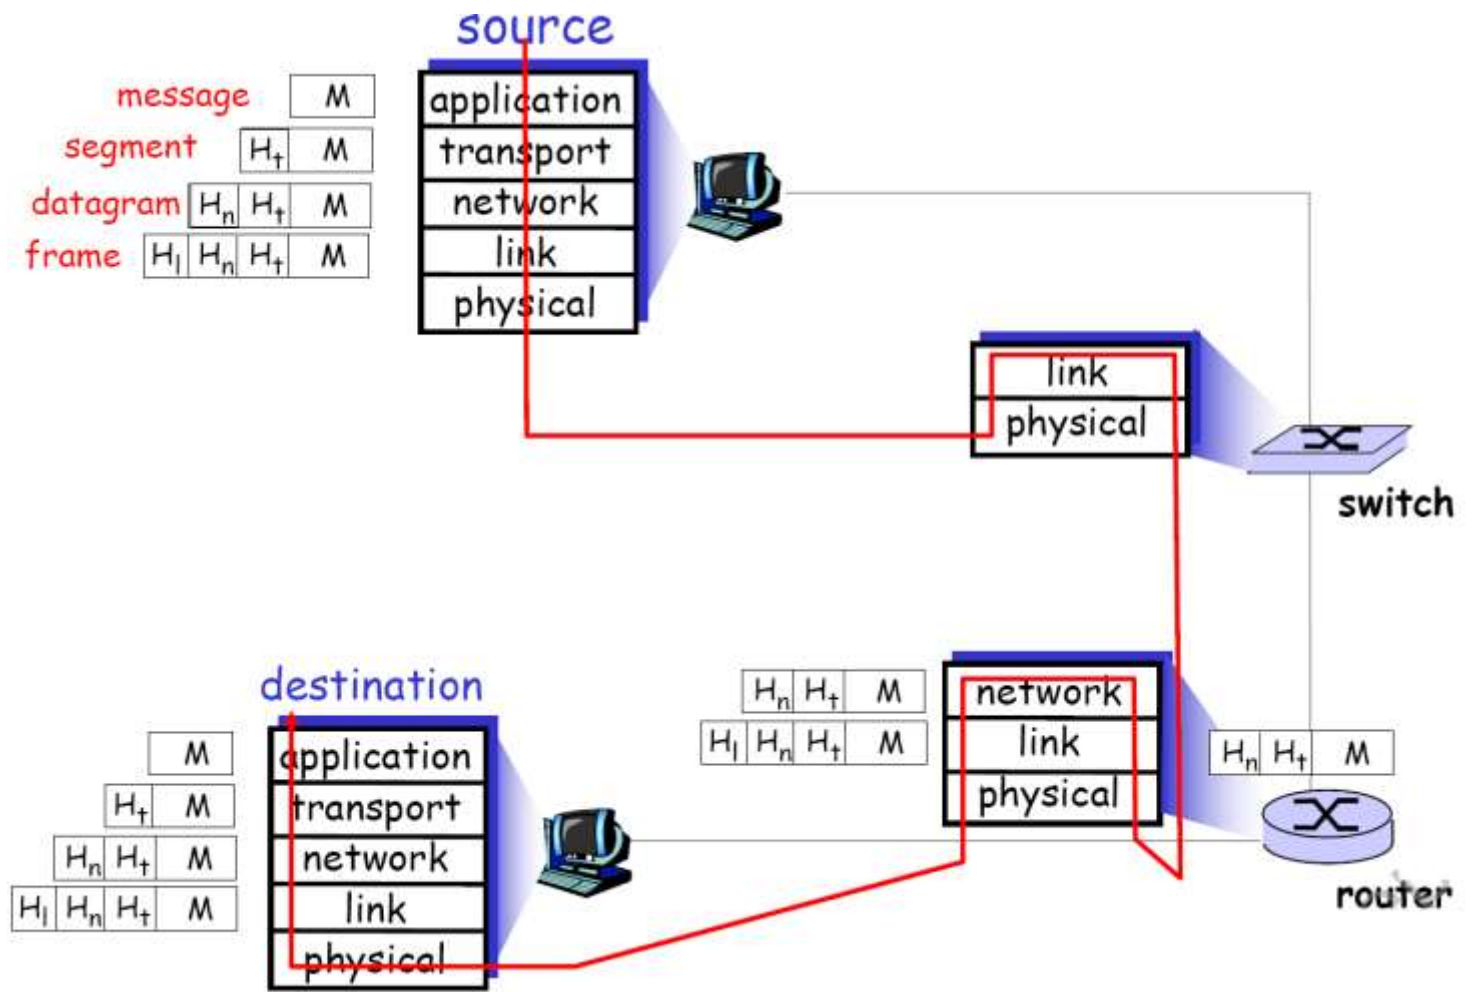 source
message M
segment Ht M
datagram Hn Ht M
frame Hl Hn Ht M
application
transport
network
link
physical
link
physical
switch
destination
M
Ht M
Hn Ht M
Hl Hn Ht M
application
transport
network
link
physical
Hn Ht M
Hl Hn Ht M
network
link
physical
Hn Ht M
router